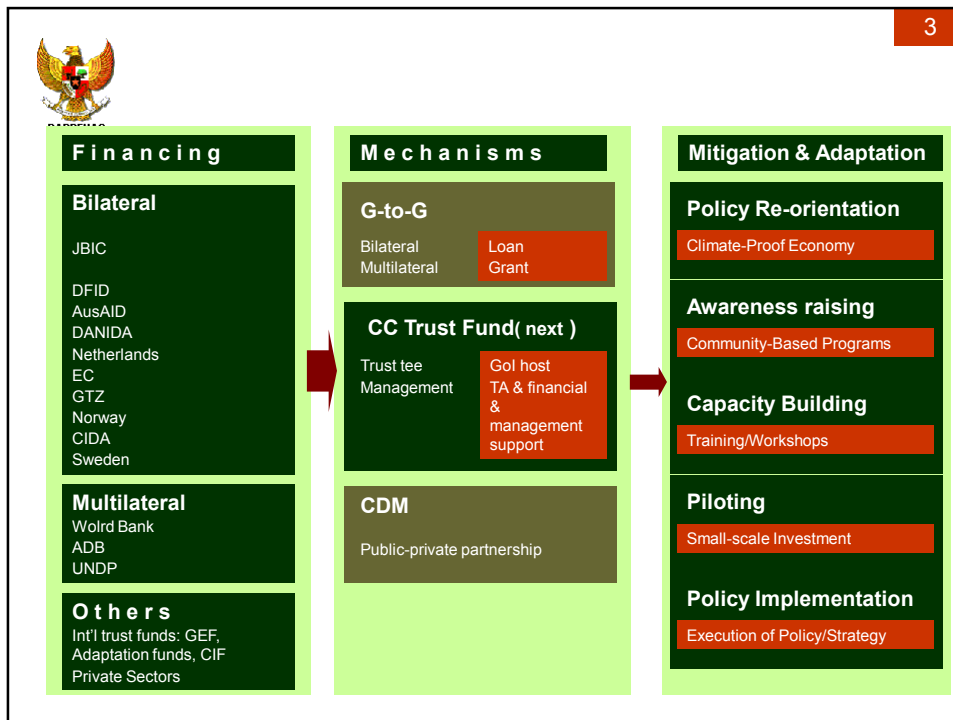 3
F i n a n c i n g
Bilateral
JBIC
DFID
AusAID
DANIDA
Netherlands
EC
GTZ
Norway
CIDA
Sweden
Multilateral
Wolrd Bank
ADB
UNDP
O t h e r s
Int'l trust funds: GEF,
Adaptation funds, CIF
Private Sectors
M e c h a n i s m s
G-to-G
Bilateral Loan
Multilateral Grant
CC Trust Fund( next )
Trust tee GoI host
Management TA & financial
&
management
support
CDM
Public-private partnership
Mitigation & Adaptation
Policy Re-orientation
Climate-Proof Economy
Awareness raising
Community-Based Programs
Capacity Building
Training/Workshops
Piloting
Small-scale Investment
Policy Implementation
Execution of Policy/Strategy